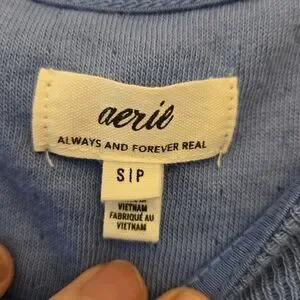 aerie
ALWAYS AND FOREVER REAL
S|P
VIETNAM
FABRIQUÉ AU
VIETNAM